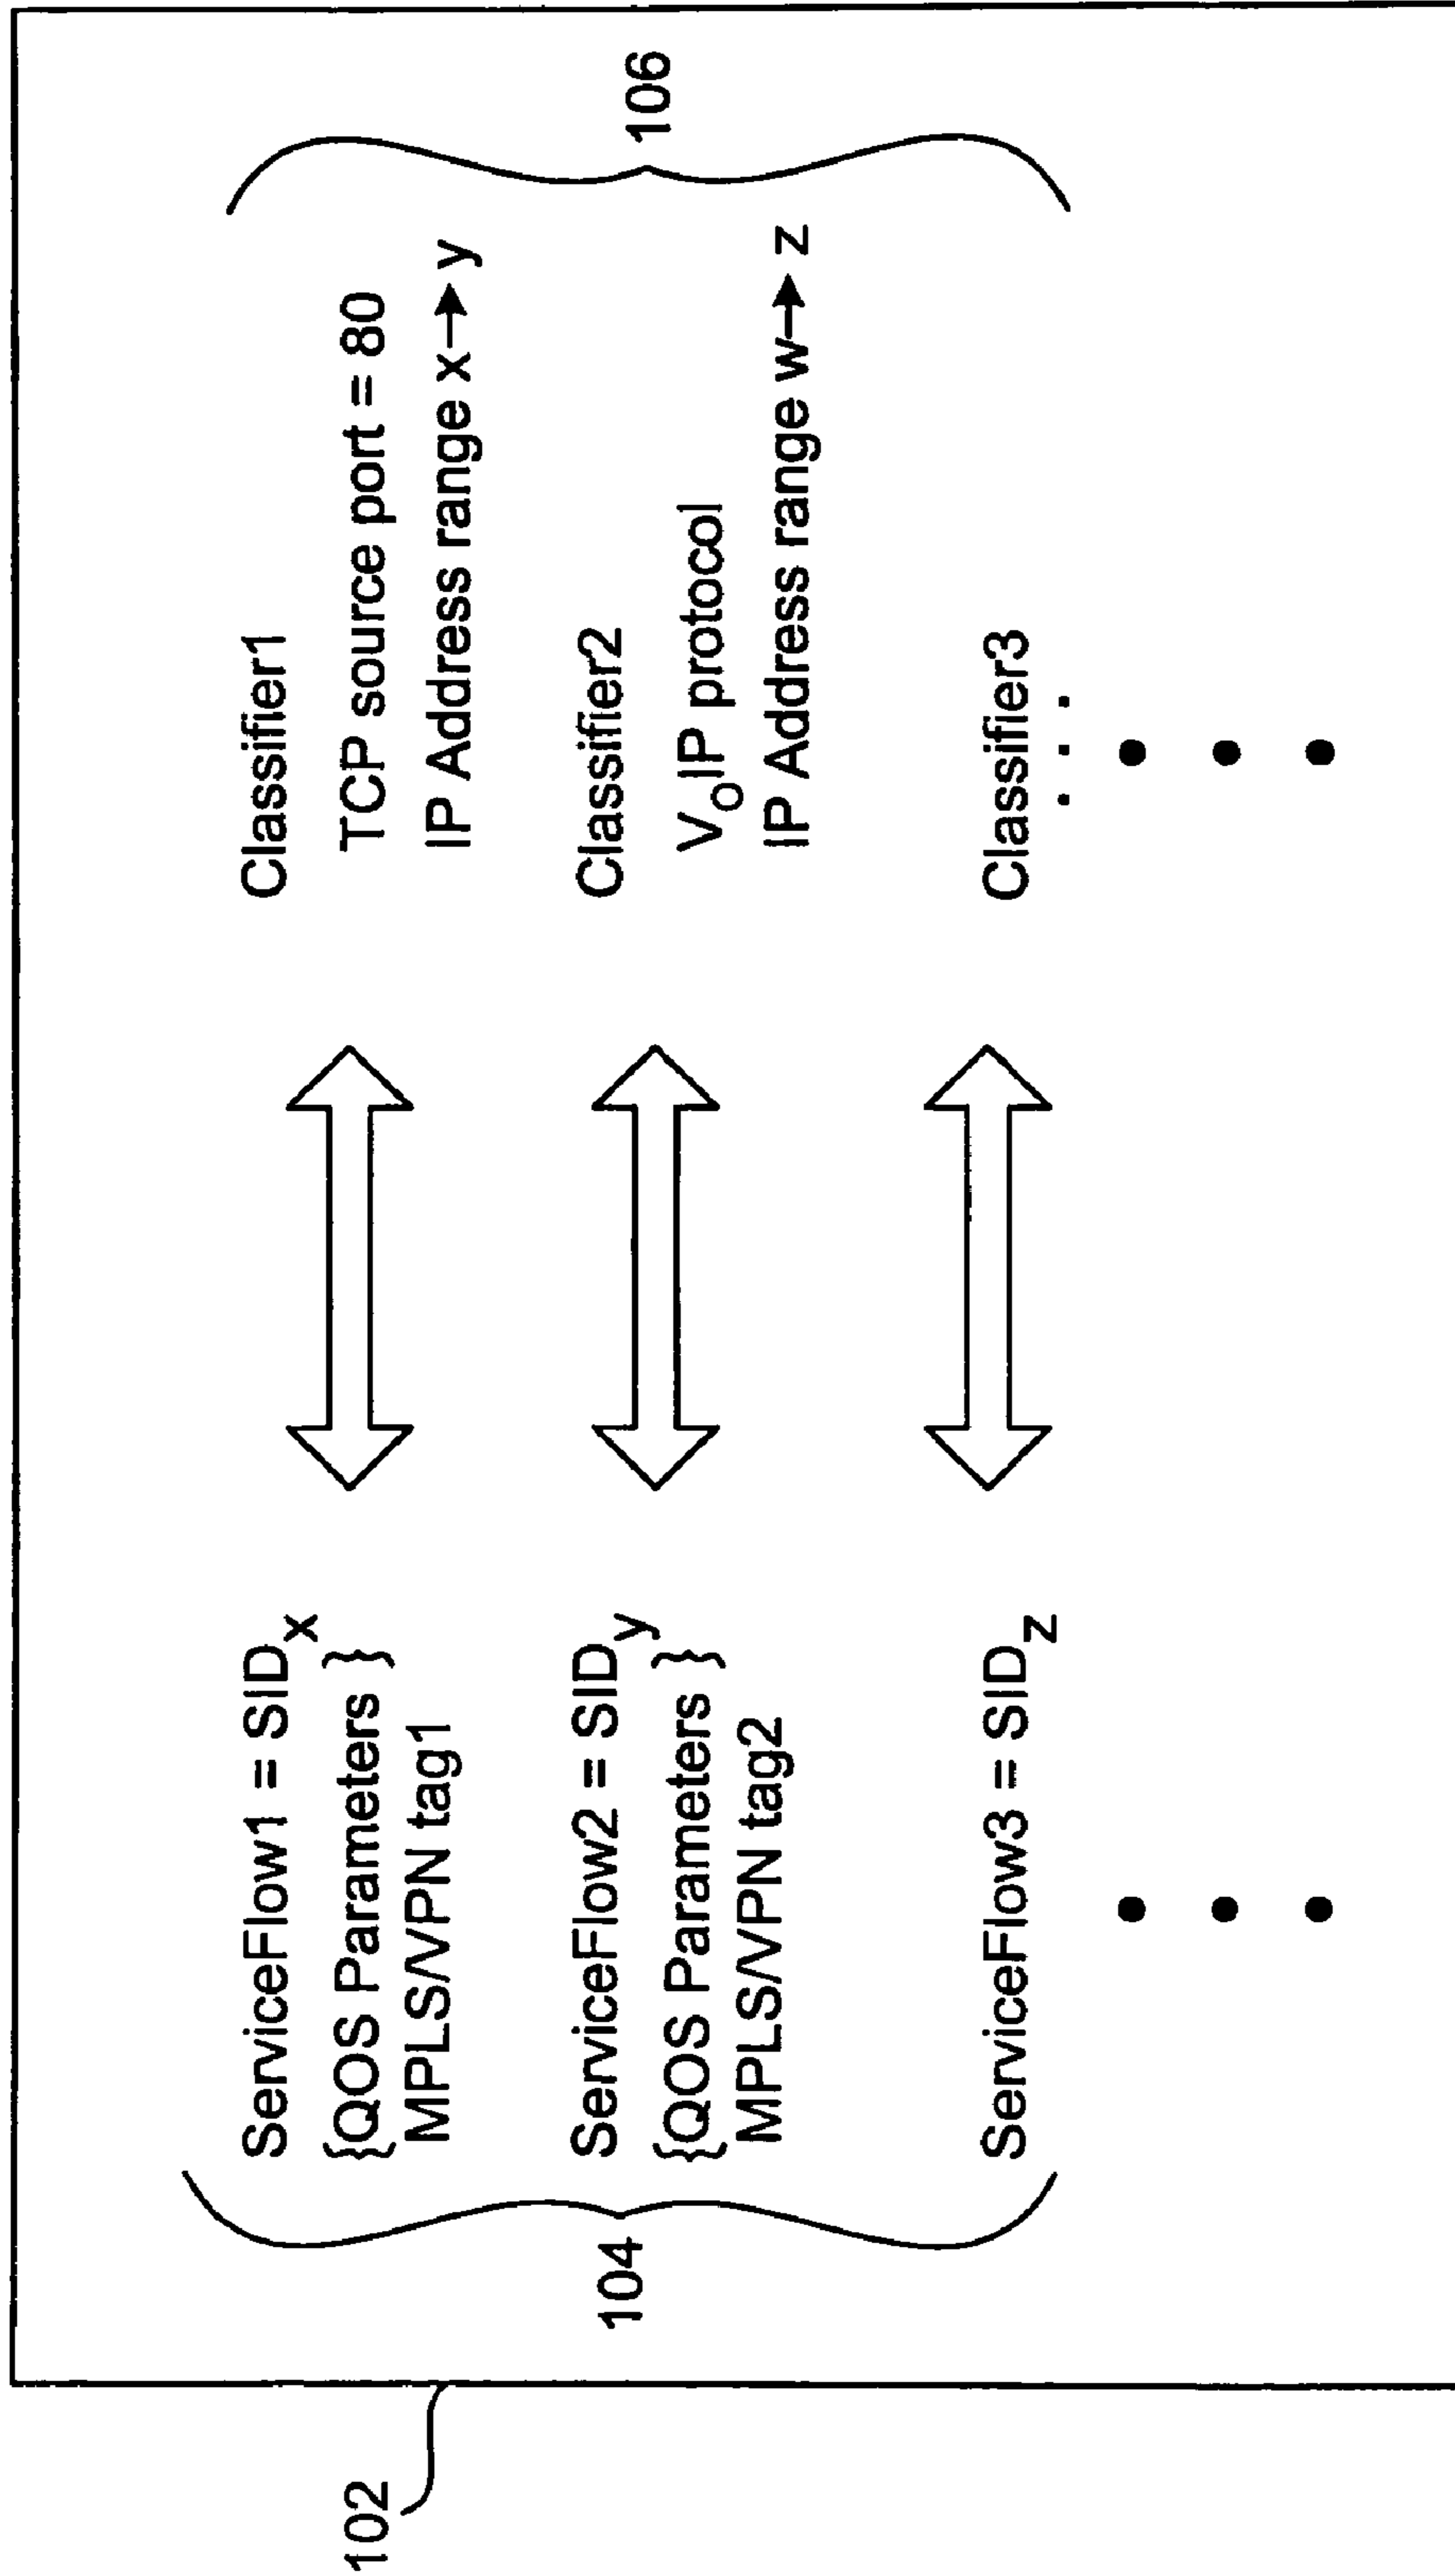 102
104
ServiceFlow1 = SIDx
{QOS Parameters }
MPLS/VPN tag1
ServiceFlow2 = SIDy
{QOS Parameters }
MPLS/VPN tag2
ServiceFlow3 = SIDz
Classifier1
TCP source port = 80
IP Address range x→y
Classifier2
VoIP protocol
IP Address range w→z
Classifier3
. . .
106